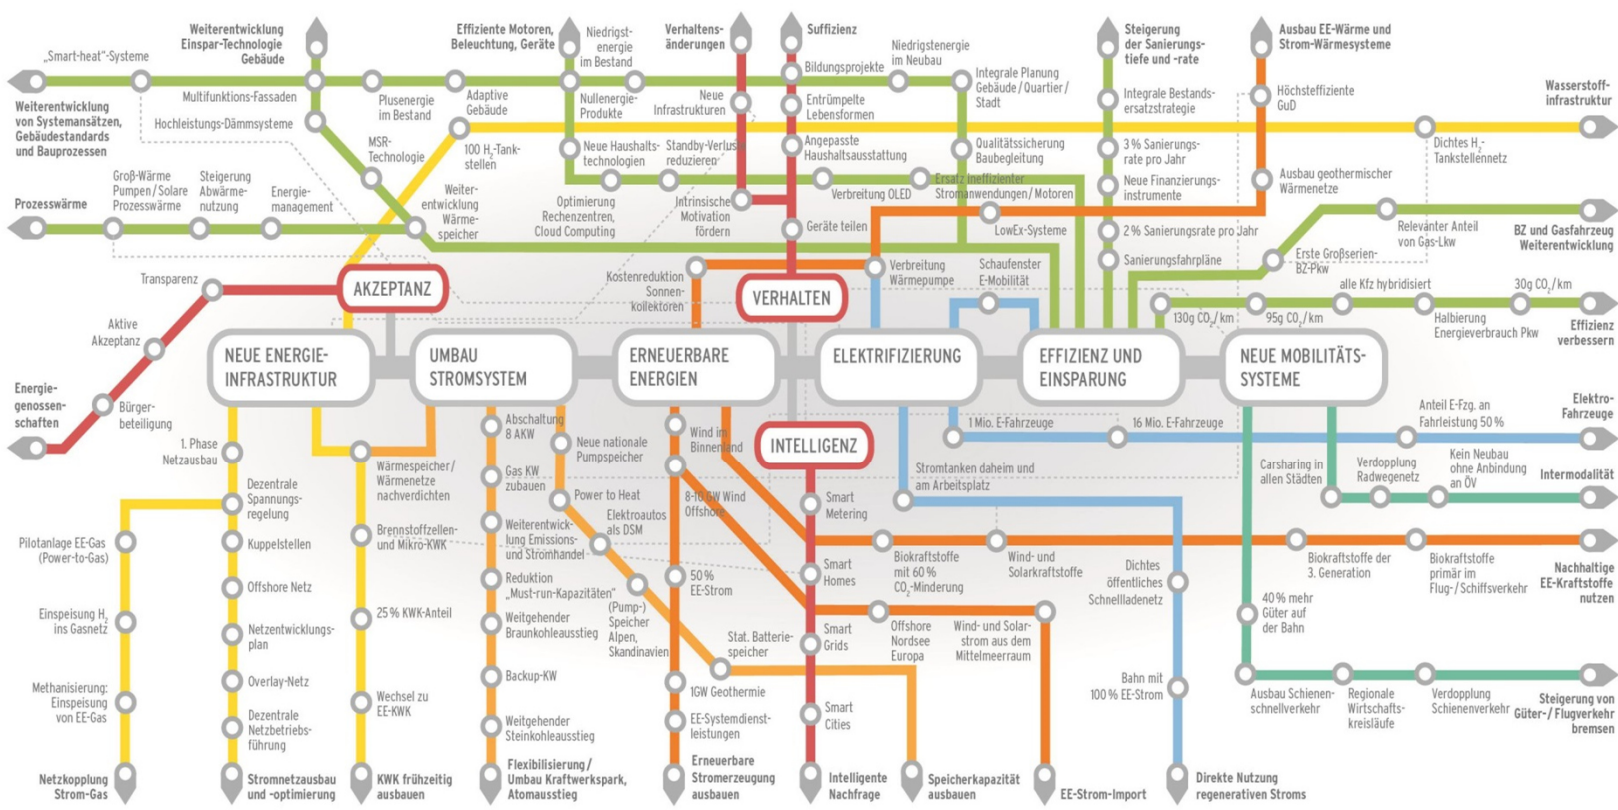 Weiterentwicklung
Einspar-Technologie
Gebäude
Effiziente Motoren,
Beleuchtung, Geräte
Niedrigst-
energie
im Bestand
Verhaltens-
änderungen
Suffizienz
Niedrigstenergie
im Neubau
Steigerung
der Sanierungs-
tiefe und -rate
Ausbau EE-Wärme und
Strom-Wärmesysteme
„Smart-heat“-Systeme
Weiterentwicklung
von Systemansätzen,
Gebäudestandards
und Bauprozessen
Multifunktions-Fassaden
Hochleistungs-Dämmsysteme
Plusenergie
im Bestand
Adaptive
Gebäude
Nullenergie-
Produkte
Neue
Infrastrukturen
Bildungsprojekte
Entrümpelte
Lebensformen
Angepasste
Haushaltsausstattung
Integrale Planung
Gebäude/Quartier/
Stadt
Integrale Bestands-
ersatzstrategie
Höchsteffiziente
GuD
Wasserstoff-
infrastruktur
MSR-
Technologie
100 H2-Tank-
stellen
Neue Haushalts-
technologien
Standby-Verluste
reduzieren
Qualitätssicherung
Baubegleitung
3 % Sanierungs-
rate pro Jahr
Dichtes H2-
Tankstellennetz
Prozesswärme
Groß-Wärme
Pumpen/Solare
Prozesswärme
Steigerung
Abwärme-
nutzung
Energie-
management
Weiter-
entwicklung
Wärme-
speicher
Optimierung
Rechenzentren,
Cloud Computing
Intrinsische
Motivation
fördern
Verbreitung OLED
Ersatz ineffizienter
Stromanwendungen/Motoren
Geräte teilen
LowEx-Systeme
Neue Finanzierungs-
instrumente
2 % Sanierungsrate pro Jahr
Sanierungsfahrpläne
Ausbau geothermischer
Wärmenetze
Relevanter Anteil
von Gas-Lkw
BZ und Gasfahrzeug
Weiterentwicklung
Erste Großserien-
BZ-Pkw
Transparenz
AKZEPTANZ
Kostenreduktion
Sonnen-
kollektoren
VERHALTEN
Verbreitung
Wärmepumpe
Schaufenster
E-Mobilität
130g CO2/km
95g CO2/km
alle Kfz hybridisiert
Halbierung
Energieverbrauch Pkw
30g CO2/km
Effizienz
verbessern
Aktive
Akzeptanz
Energie-
genossen-
schaften
Bürger-
beteiligung
NEUE ENERGIE-
INFRASTRUKTUR
UMBAU
STROMSYSTEM
ERNEUERBARE
ENERGIEN
ELEKTRIFIZIERUNG
EFFIZIENZ UND
EINSPARUNG
NEUE MOBILITÄTS-
SYSTEME
INTELLIGENZ
1 Mio. E-Fahrzeuge
16 Mio. E-Fahrzeuge
Anteil E-Fzg. an
Fahrleistung 50 %
Elektro-
Fahrzeuge
1. Phase
Netzausbau
Wärmespeicher/
Wärmenetze
nachverdichten
Abschaltung
8 AKW
Neue nationale
Pumpspeicher
Wind im
Binnenland
Stromtanken daheim und
am Arbeitsplatz
Carsharing in
allen Städten
Verdopplung
Radwegenetz
Kein Neubau
ohne Anbindung
an ÖV
Intermodalität
Dezentrale
Spannungs-
regelung
Gas KW
zubauen
Power to Heat
8-10 GW Wind
Offshore
Smart
Metering
Pilotanlage EE-Gas
(Power-to-Gas)
Kuppelstellen
Brennstoffzellen-
und Mikro-KWK
Weiterentwick-
lung Emissions-
und Stromhandel
Elektroautos
als DSM
Biokraftstoffe
mit 60 %
CO2-Minderung
Wind- und
Solarkraftstoffe
Dichtes
öffentliches
Schnellladenetz
Biokraftstoffe der
3. Generation
Biokraftstoffe
primär im
Flug-/Schiffsverkehr
Nachhaltige
EE-Kraftstoffe
nutzen
Offshore Netz
Reduktion
„Must-run-Kapazitäten“
50 %
EE-Strom
Smart
Homes
Einspeisung H2
ins Gasnetz
Netzentwicklungs-
plan
25 % KWK-Anteil
Weitgehender
Braunkohleausstieg
(Pump-)
Speicher
Alpen,
Skandinavien
Stat. Batterie-
speicher
Smart
Grids
Offshore
Nordsee
Europa
Wind- und Solar-
strom aus dem
Mittelmeerraum
40 % mehr
Güter auf
der Bahn
Methanisierung:
Einspeisung
von EE-Gas
Overlay-Netz
Wechsel zu
EE-KWK
Backup-KW
1GW Geothermie
Smart
Cities
Bahn mit
100 % EE-Strom
Ausbau Schienen-
schnellverkehr
Regionale
Wirtschafts-
kreisläufe
Verdopplung
Schienenverkehr
Steigerung von
Güter-/Flugverkehr
bremsen
Dezentrale
Netzbetriebs-
führung
Weitgehender
Steinkohleausstieg
EE-Systemdienst-
leistungen
Netzkopplung
Strom-Gas
Stromnetzausbau
und -optimierung
KWK frühzeitig
ausbauen
Flexibilisierung/
Umbau Kraftwerkspark,
Atomausstieg
Erneuerbare
Stromerzeugung
ausbauen
Intelligente
Nachfrage
Speicherkapazität
ausbauen
EE-Strom-Import
Direkte Nutzung
regenerativen Stroms